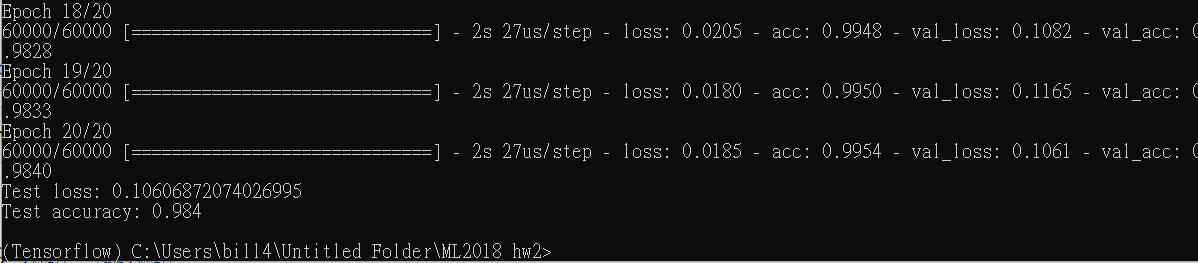 Epoch 18/20
60000/60000 [==============================] - 2s 27us/step - loss: 0.0205 - acc: 0.9948 - val_loss: 0.1082 - val_acc: 0
.9828
Epoch 19/20
60000/60000 [==============================] - 2s 27us/step - loss: 0.0180 - acc: 0.9950 - val_loss: 0.1165 - val_acc: 0
.9833
Epoch 20/20
60000/60000 [==============================] - 2s 27us/step - loss: 0.0185 - acc: 0.9954 - val_loss: 0.1061 - val_acc: 0
.9840
Test loss: 0.10606872074026995
Test accuracy: 0.984
(Tensorflow) C:\Users\bill4\Untitled Folder\ML2018 hw2>